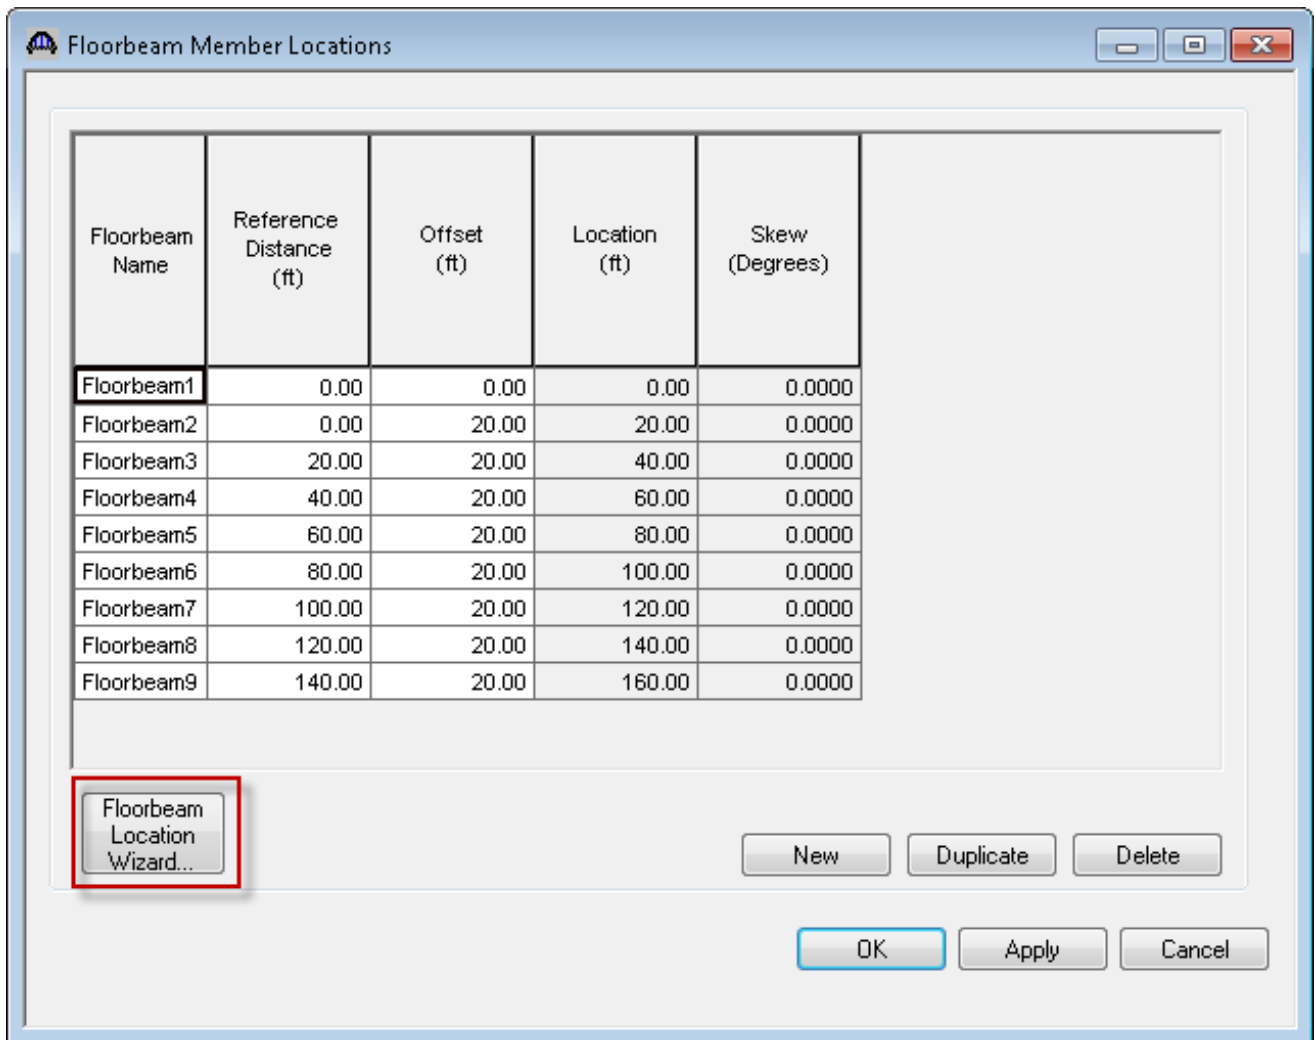 Floorbeam Member Locations
Floorbeam Name
Reference Distance (ft)
Offset (ft)
Location (ft)
Skew (Degrees)
Floorbeam1 0.00 0.00 0.00 0.0000
Floorbeam2 0.00 20.00 20.00 0.0000
Floorbeam3 20.00 20.00 40.00 0.0000
Floorbeam4 40.00 20.00 60.00 0.0000
Floorbeam5 60.00 20.00 80.00 0.0000
Floorbeam6 80.00 20.00 100.00 0.0000
Floorbeam7 100.00 20.00 120.00 0.0000
Floorbeam8 120.00 20.00 140.00 0.0000
Floorbeam9 140.00 20.00 160.00 0.0000
Floorbeam
Location
Wizard...
New Duplicate Delete
OK Apply Cancel